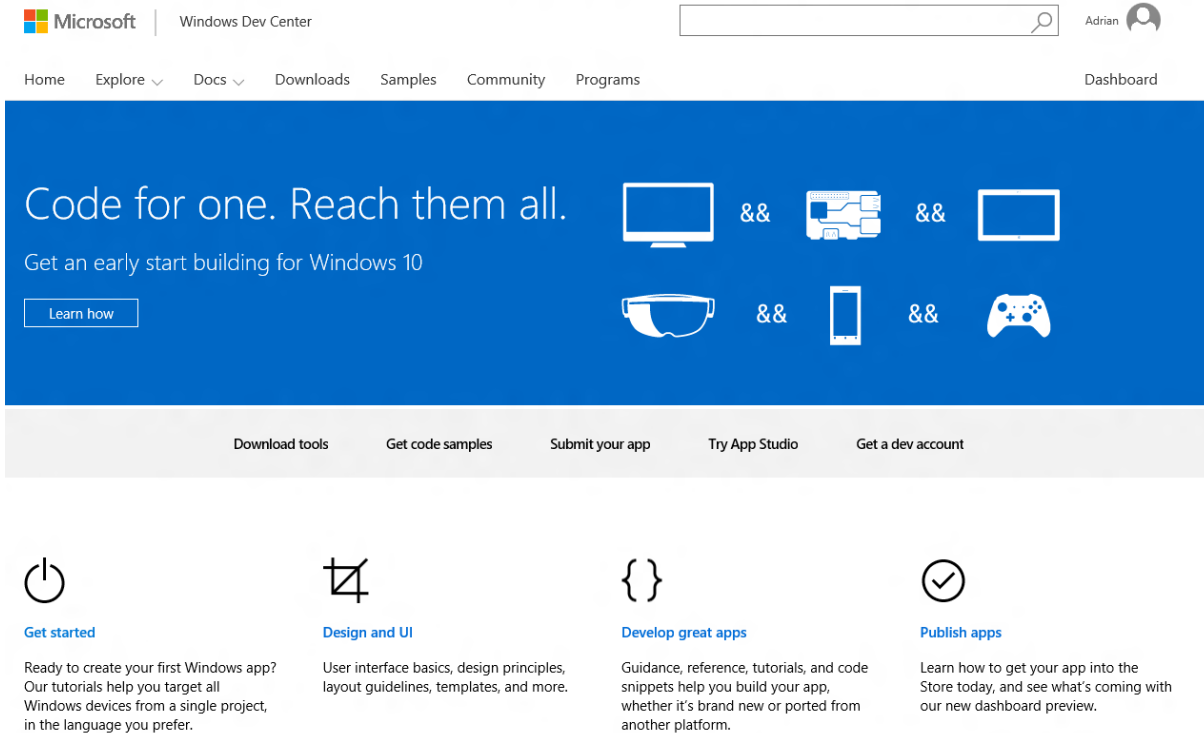 Microsoft Windows Dev Center Adrian
Home Explore Docs Downloads Samples Community Programs Dashboard
Code for one. Reach them all.
&& &&
Get an early start building for Windows 10
Learn how
&& &&
Download tools Get code samples Submit your app Try App Studio Get a dev account
{ }
Get started
Ready to create your first Windows app?
Our tutorials help you target all
Windows devices from a single project,
in the language you prefer.
Design and UI
User interface basics, design principles,
layout guidelines, templates, and more.
Develop great apps
Guidance, reference, tutorials, and code
snippets help you build your app,
whether it's brand new or ported from
another platform.
Publish apps
Learn how to get your app into the
Store today, and see what's coming with
our new dashboard preview.